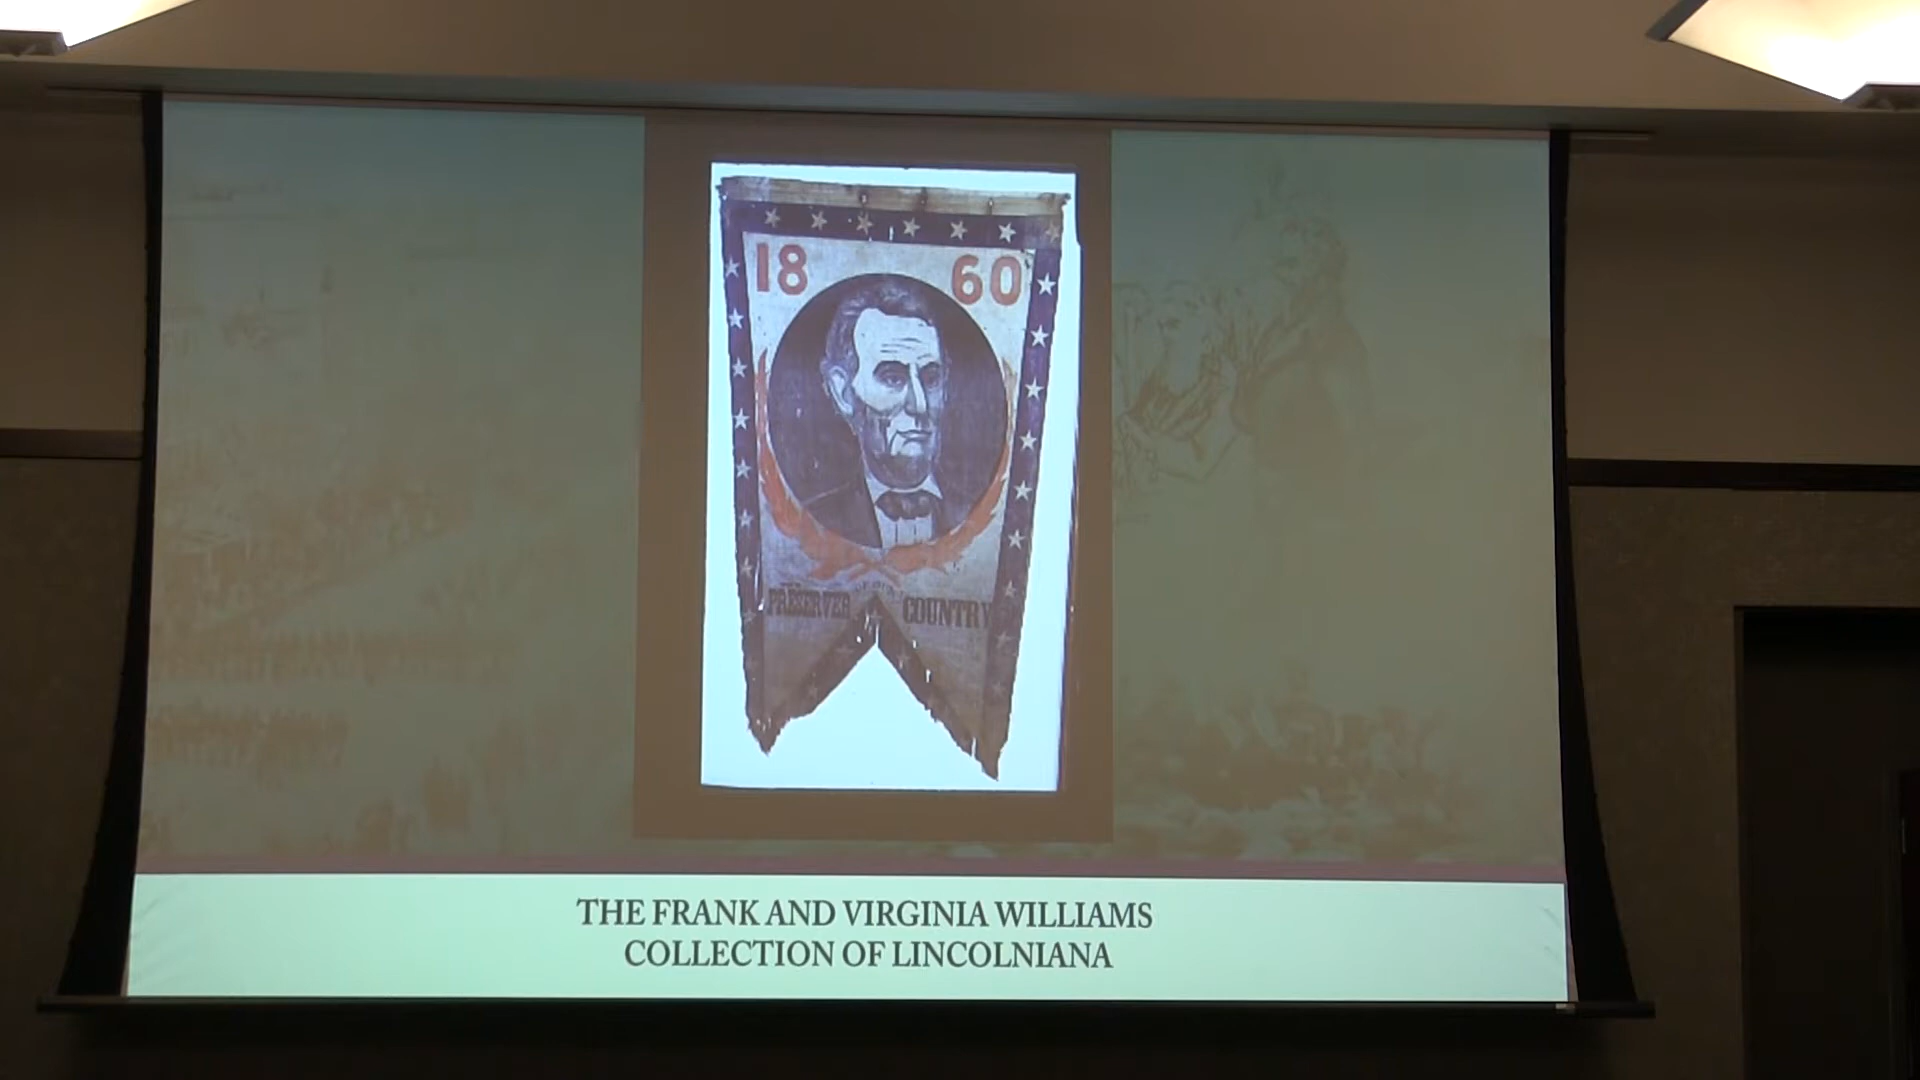 18 60
PRESERVER COUNTRY
THE FRANK AND VIRGINIA WILLIAMS
COLLECTION OF LINCOLNIANA